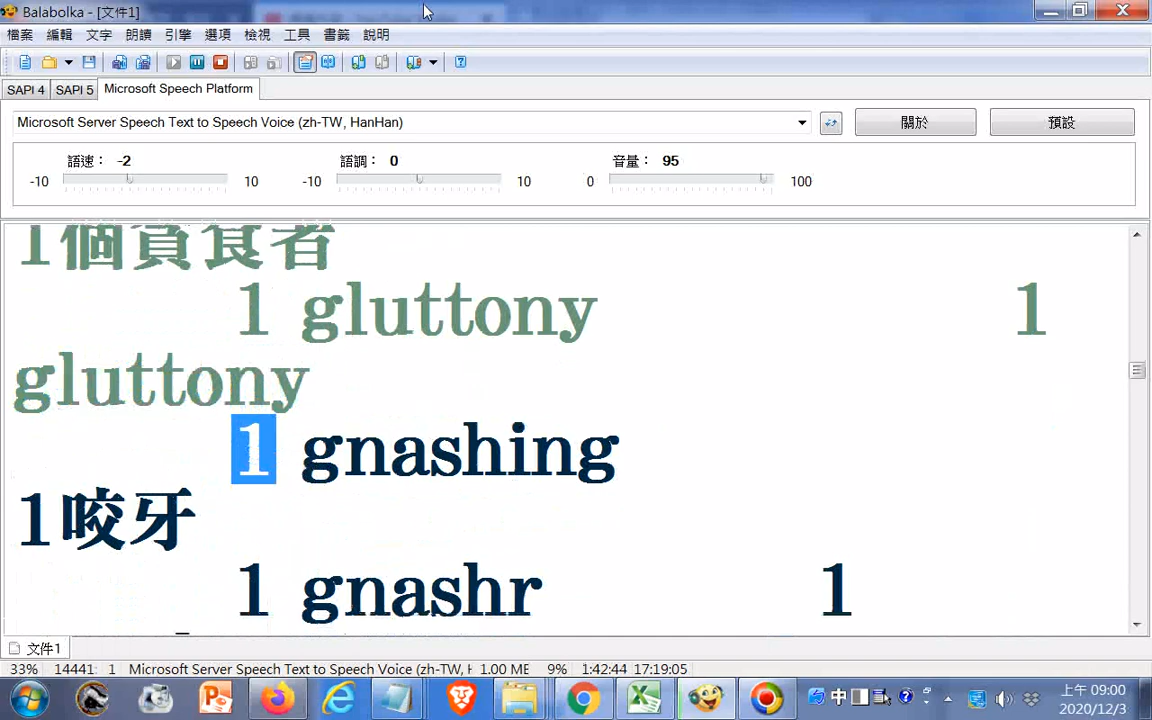 Balabolka - [文件1]
檔案 編輯 文字 朗讀 引擎 選項 檢視 工具 書籤 說明
SAPI 4 SAPI 5 Microsoft Speech Platform
Microsoft Server Speech Text to Speech Voice (zh-TW, HanHan) 關於 預設
語速： -2 語調： 0 音量： 95
-10 10 -10 10 0 100
1個貪食者
1 gluttony 1
gluttony
1 gnashing
1咬牙
1 gnashr 1
文件1
33% 14441: 1 Microsoft Server Speech Text to Speech Voice (zh-TW, H 1.00 ME 9% 1:42:44 17:19:05
中 上午 09:00
2020/12/3